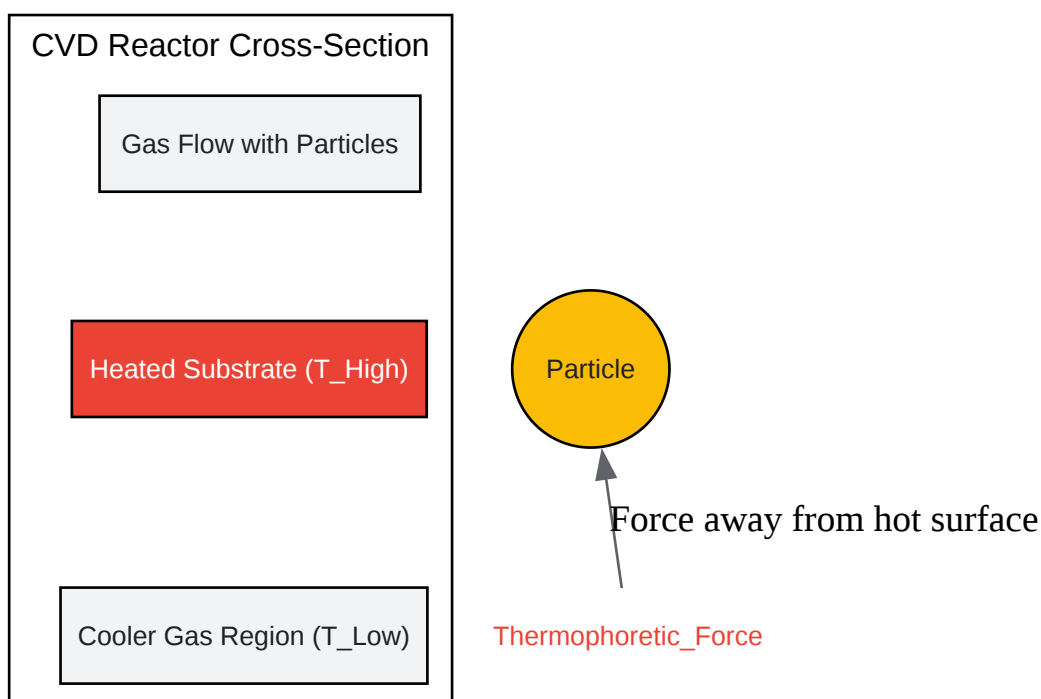 CVD Reactor Cross-Section
Gas Flow with Particles
Heated Substrate (T_High)
Particle
Force away from hot surface
Cooler Gas Region (T_Low)
Thermophoretic_Force